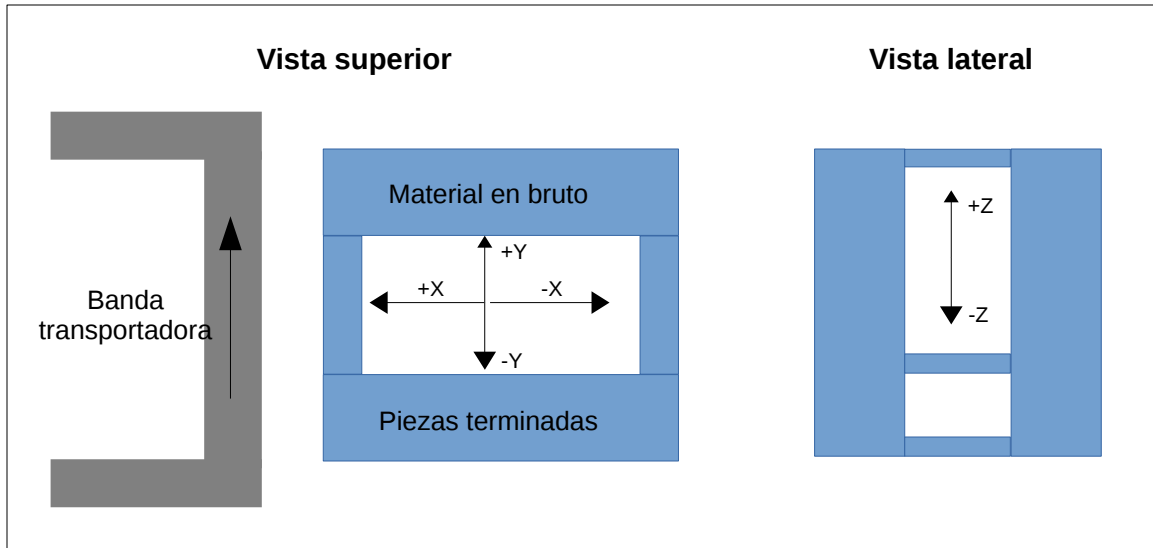 Vista superior
Vista lateral
Material en bruto
+Z
+Y
+X
-X
Banda
transportadora
-Z
-Y
Piezas terminadas